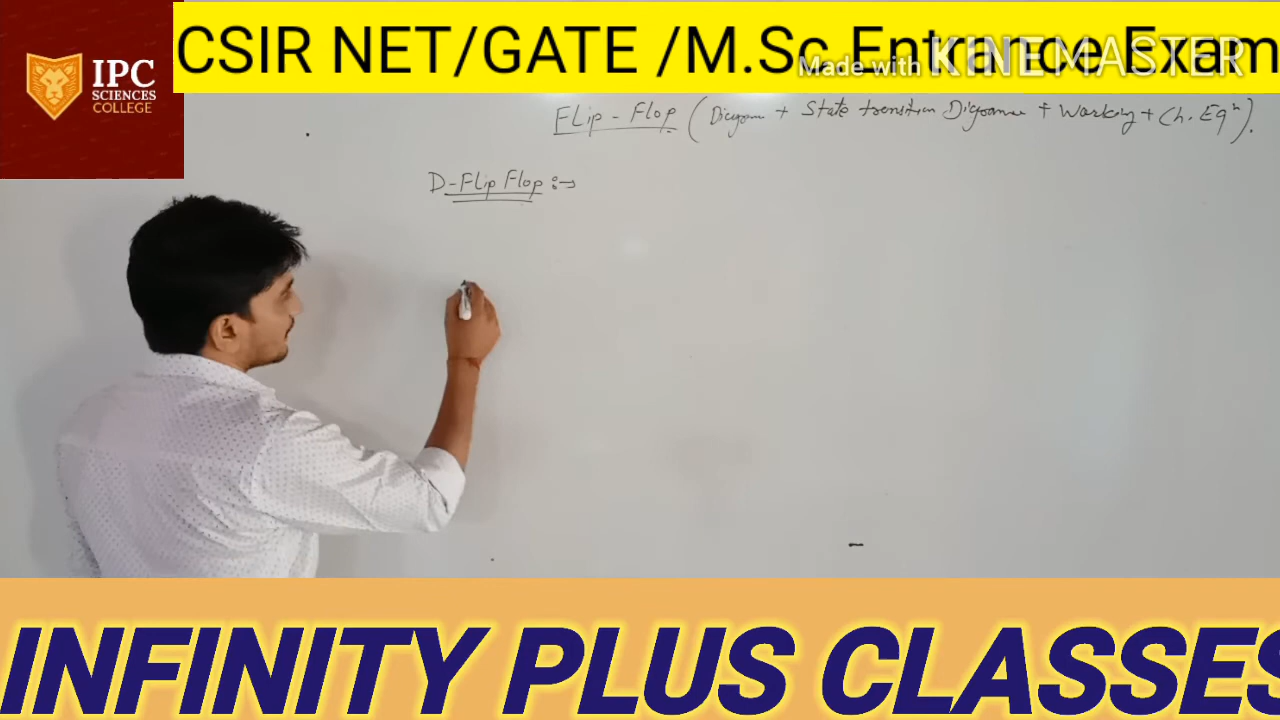 CSIR NET/GATE /M.Sc Entrance Exam
Made with KINEMASTER
IPC
SCIENCES
COLLEGE
Flip - Flop ( Diagram + State transition Diagrame + Working + Ch. Eqⁿ ).
D-Flip Flop :→
INFINITY PLUS CLASSES